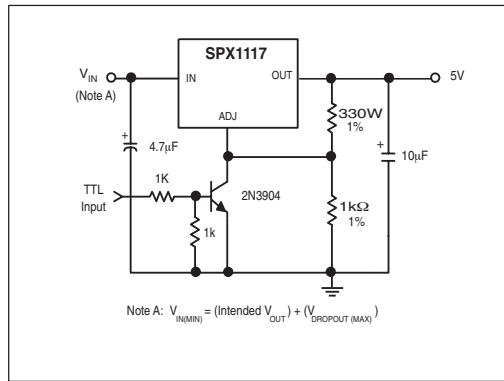 SPX1117
V_IN
IN
OUT
5V
(Note A)
ADJ
330W
1%
+
4.7µF
+
10µF
1K
TTL
Input
2N3904
1kΩ
1%
1k
Note A: V_IN(MIN) = (Intended V_OUT) + (V_DROPOUT (MAX))